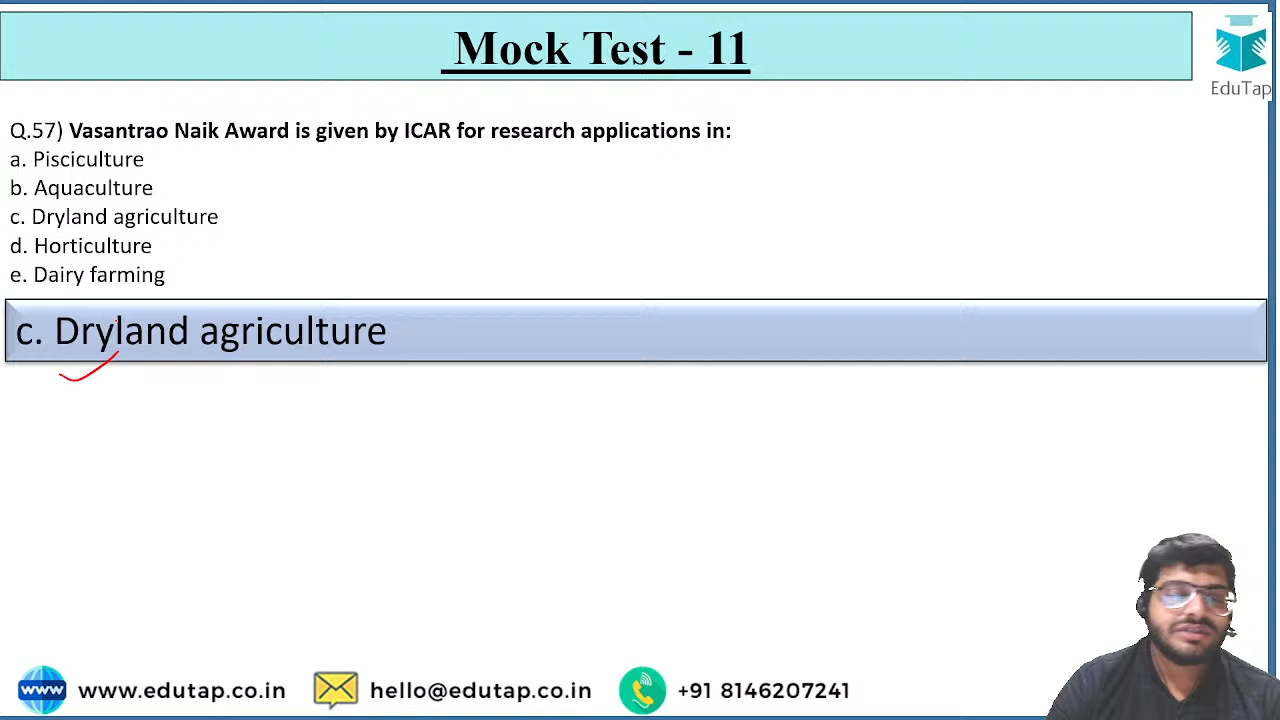 Mock Test - 11
EduTap
Q.57) Vasantrao Naik Award is given by ICAR for research applications in:
a. Pisciculture
b. Aquaculture
c. Dryland agriculture
d. Horticulture
e. Dairy farming
c. Dryland agriculture
www www.edutap.co.in hello@edutap.co.in +91 8146207241